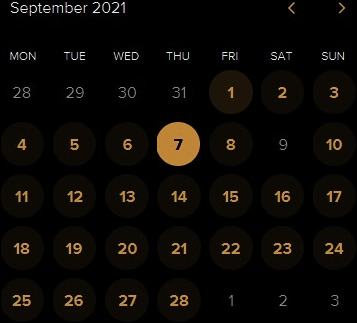 September 2021
MON TUE WED THU FRI SAT SUN
28 29 30 31 1 2 3
4 5 6 7 8 9 10
11 12 13 14 15 16 17
18 19 20 21 22 23 24
25 26 27 28 1 2 3